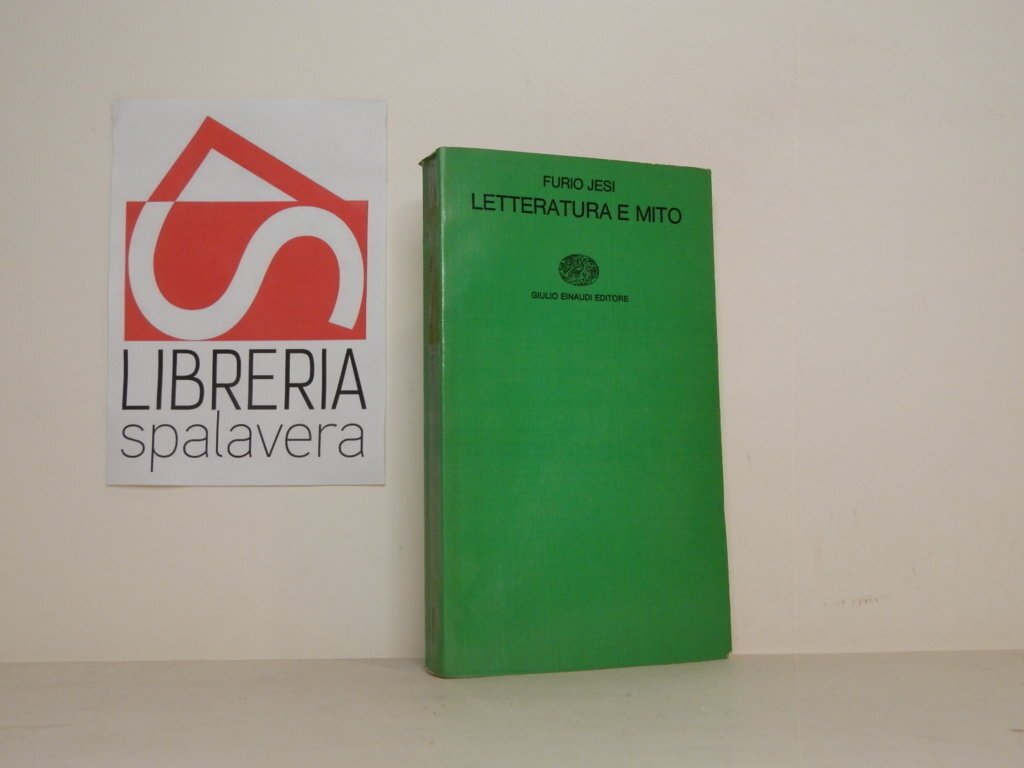 LIBRERIA
spalavera
FURIO JESI
LETTERATURA E MITO
GIULIO EINAUDI EDITORE